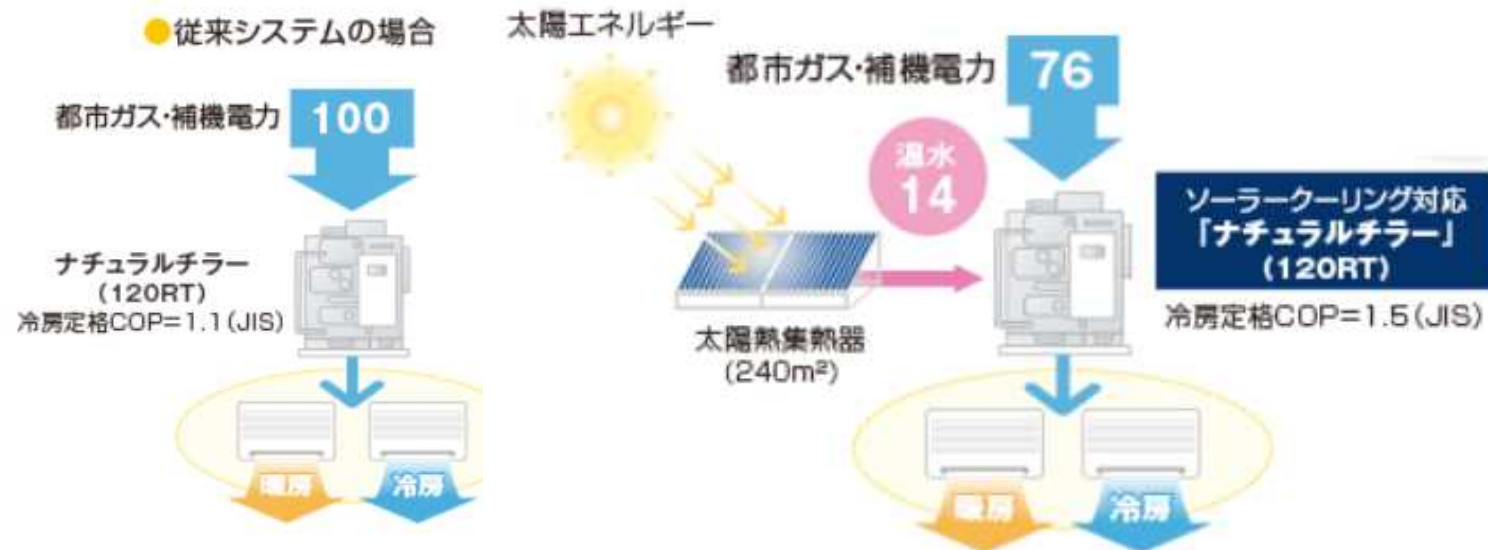 ●従来システムの場合
都市ガス・補機電力
100
ナチュラルチラー
(120RT)
冷房定格COP=1.1(JIS)
暖房
冷房
太陽エネルギー
都市ガス・補機電力
76
温水
14
太陽熱集熱器
(240m²)
ソーラークーリング対応
「ナチュラルチラー」
(120RT)
冷房定格COP=1.5(JIS)
暖房
冷房